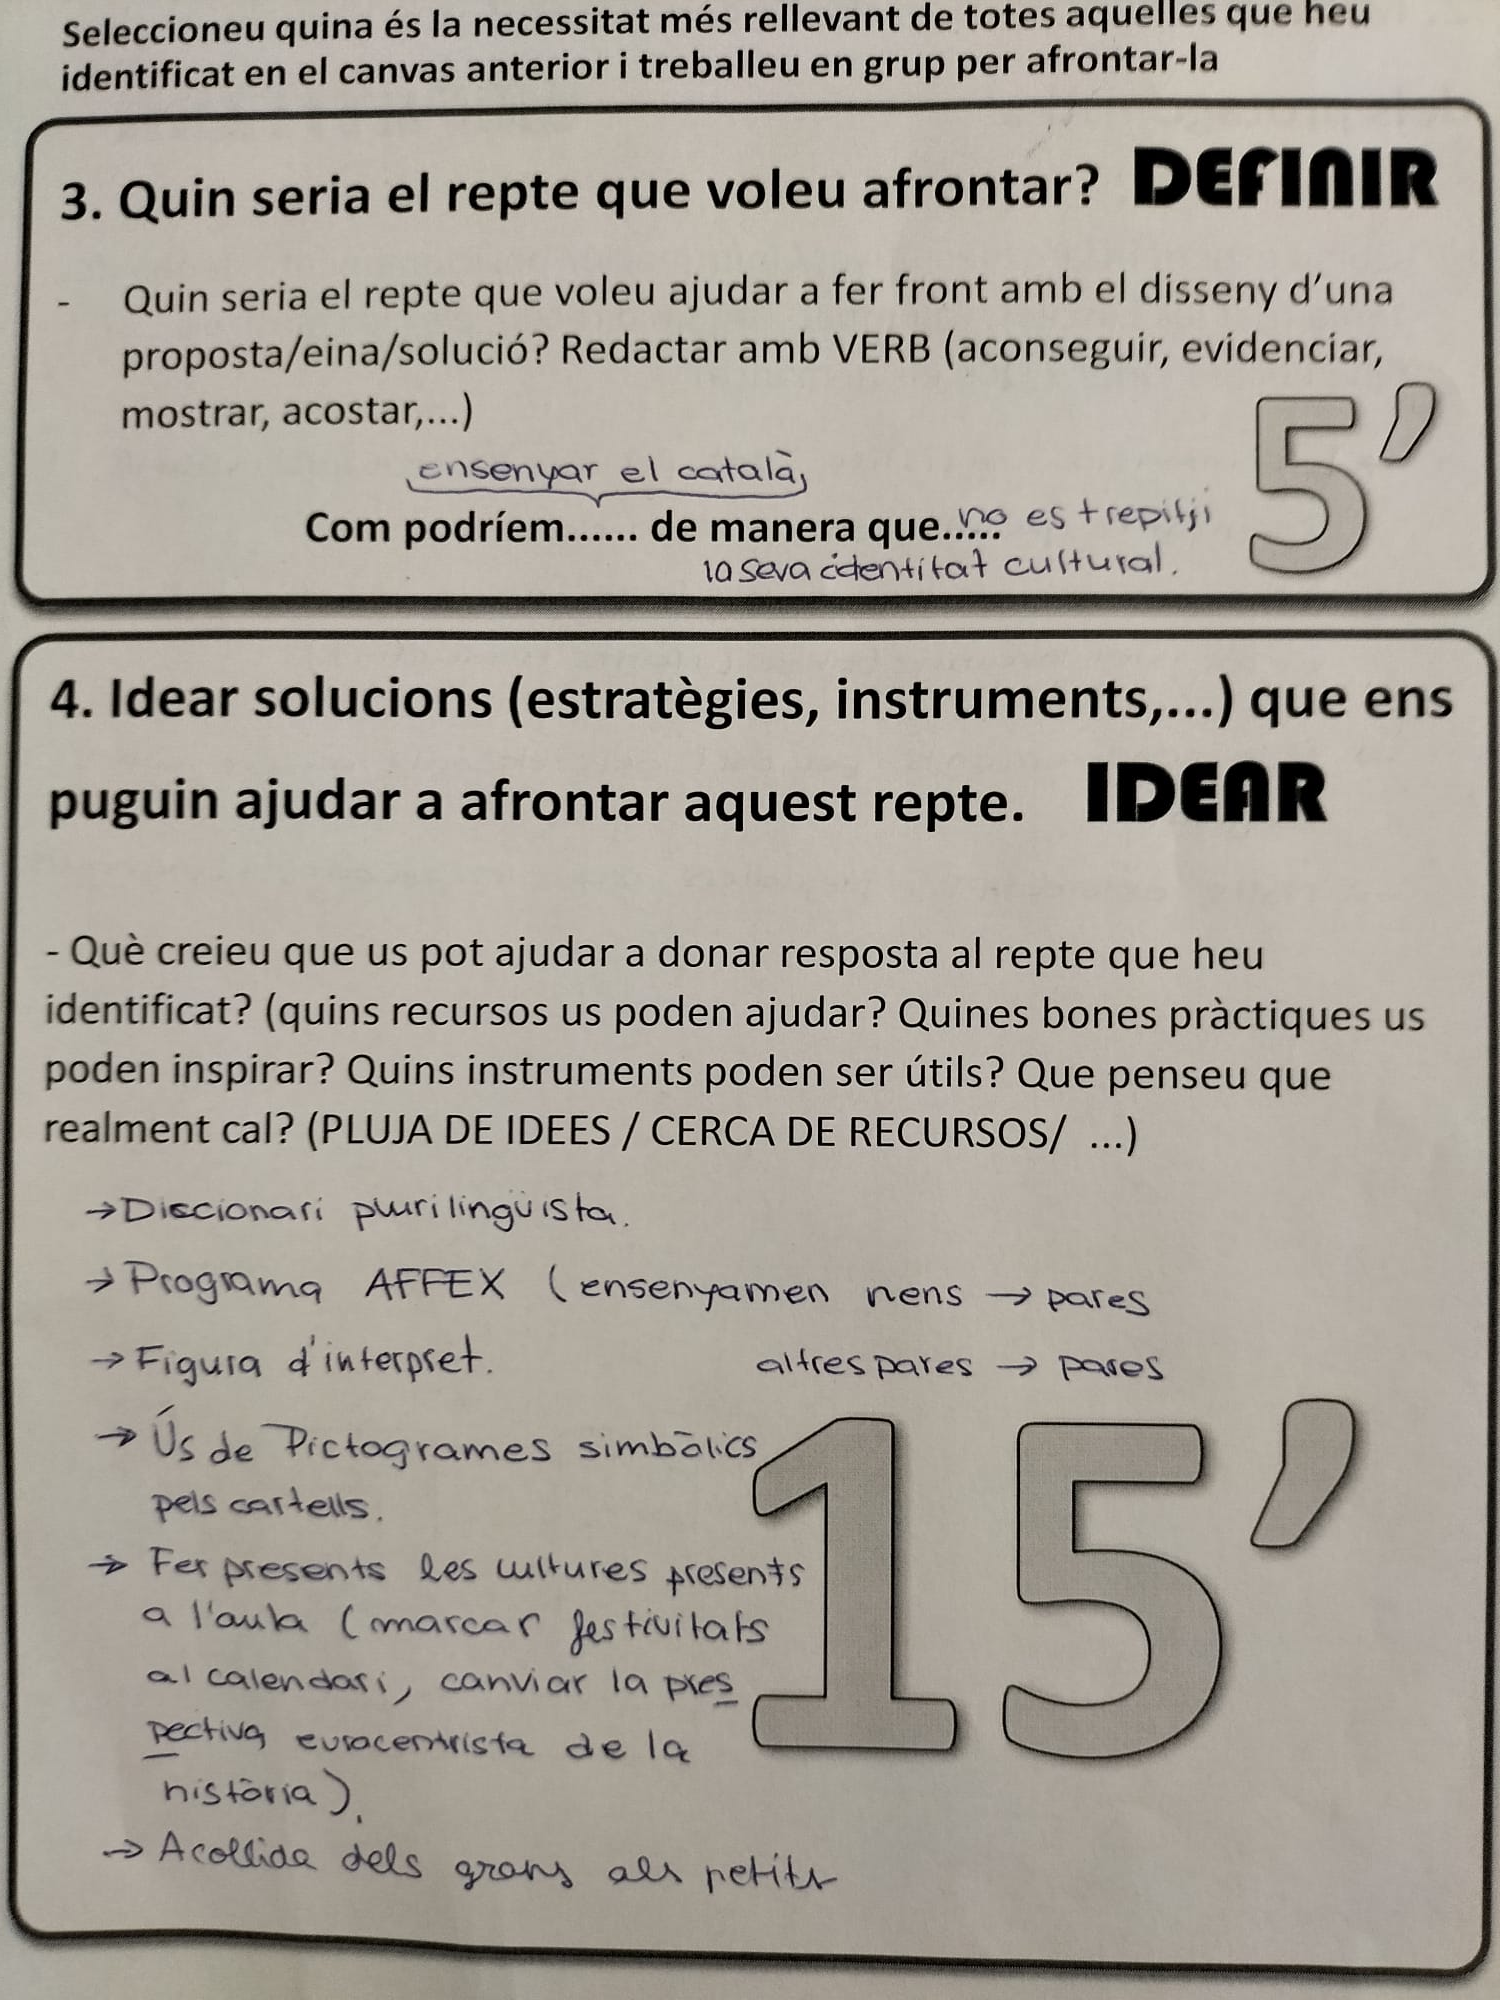 Seleccioneu quina és la necessitat més rellevant de totes aquelles que heu
identificat en el canvas anterior i treballeu en grup per afrontar-la
3. Quin seria el repte que voleu afrontar? DEFINIR
- Quin seria el repte que voleu ajudar a fer front amb el disseny d'una
proposta/eina/solució? Redactar amb VERB (aconseguir, evidenciar,
mostrar, acostar,...)
5'
ensenyar el català,
Com podríem...... de manera que..... no es trepitji
la seva identitat cultural.
4. Idear solucions (estratègies, instruments,...) que ens
puguin ajudar a afrontar aquest repte. IDEAR
- Què creieu que us pot ajudar a donar resposta al repte que heu
identificat? (quins recursos us poden ajudar? Quines bones pràctiques us
poden inspirar? Quins instruments poden ser útils? Que penseu que
realment cal? (PLUJA DE IDEES / CERCA DE RECURSOS/ ...)
→ Discionari plurilingüista.
→ Programa AFFEX (ensenyamen nens → pares
→ Figura d'interpret. altres pares → pares
→ Ús de Pictogrames simbòlics
pels cartells.
→ Fer presents les cultures presents
a l'aula (marcar festivitats
al calendari, canviar la pres
pectiva eurocentrista de la
història).
→ Acollida dels grans als petits
15'